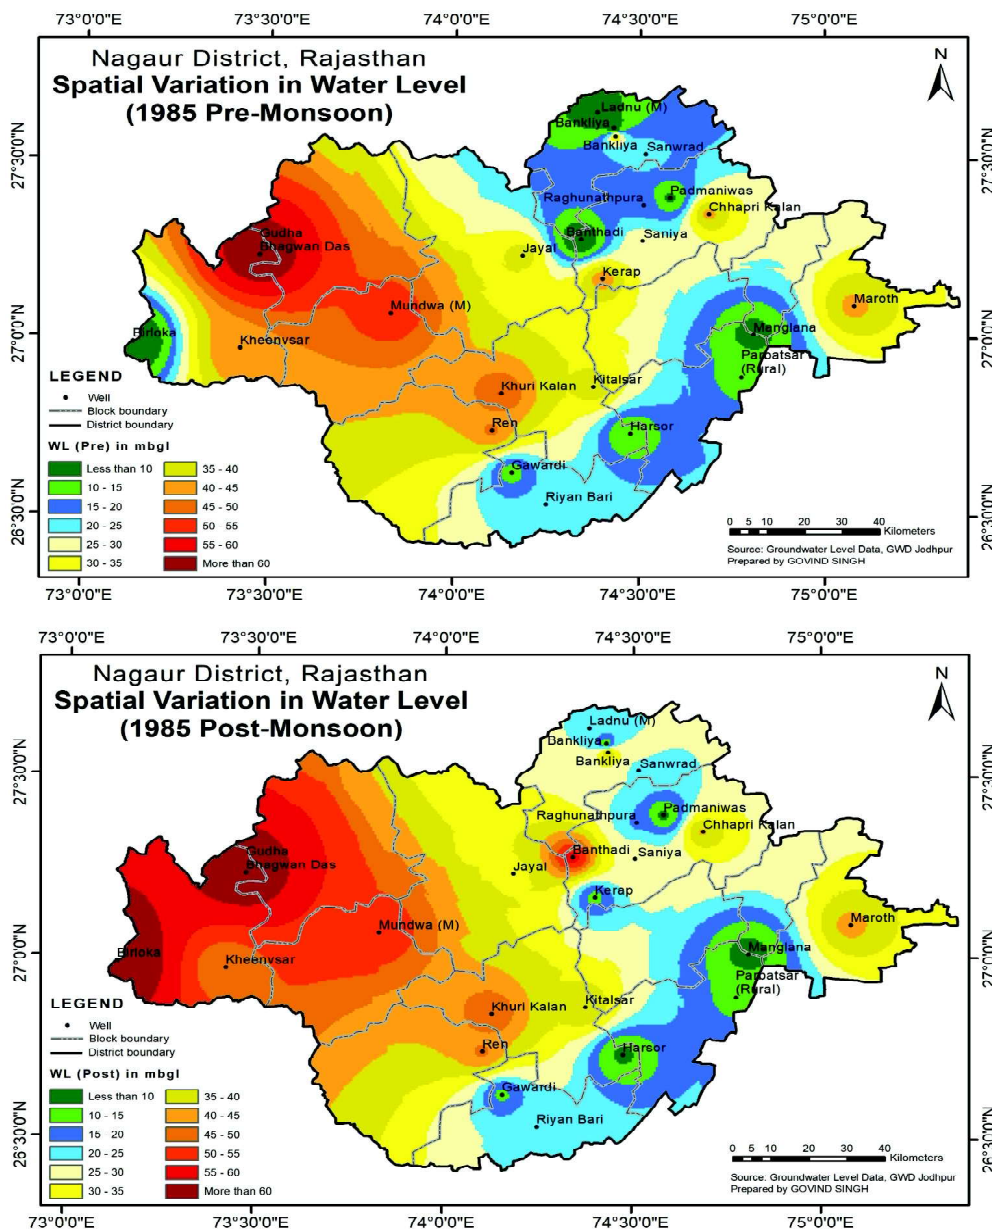 73°0'0"E 73°30'0"E 74°0'0"E 74°30'0"E 75°0'0"E
Nagaur District, Rajasthan
Spatial Variation in Water Level
(1985 Pre-Monsoon)
N
Ladnu (M)
Bankliya
Bankliya
Sanwrad
27°30'0"N 27°30'0"N
Raghunathpura
Padmaniwas
Chhapri Kalan
Gudha
Bhagwan Das
Banthadi
Saniya
Jayal
Kerap
Mundwa (M)
Maroth
Birloka
Manglana
27°0'0"N 27°0'0"N
Kheenvsar
Parbatsar
(Rural)
LEGEND
Well
Block boundary
District boundary
Khuri Kalan
Kitalsar
Ren
Harsor
Gawardi
Riyan Bari
WL (Pre) in mbgl
Less than 10 35 - 40
10 - 15 40 - 45
15 - 20 45 - 50
20 - 25 50 - 55
25 - 30 55 - 60
30 - 35 More than 60
26°30'0"N 26°30'0"N
0 5 10 20 30 40
Kilometers
Source: Groundwater Level Data, GWD Jodhpur
Prepared by GOVIND SINGH
73°0'0"E 73°30'0"E 74°0'0"E 74°30'0"E 75°0'0"E
73°0'0"E 73°30'0"E 74°0'0"E 74°30'0"E 75°0'0"E
Nagaur District, Rajasthan
Spatial Variation in Water Level
(1985 Post-Monsoon)
N
Ladnu (M)
Bankliya
Bankliya
Sanwrad
27°30'0"N 27°30'0"N
Raghunathpura
Padmaniwas
Chhapri Kalan
Gudha
Bhagwan Das
Banthadi
Saniya
Jayal
Kerap
Mundwa (M)
Maroth
Birloka
Manglana
27°0'0"N 27°0'0"N
Kheenvsar
Parbatsar
(Rural)
LEGEND
Well
Block boundary
District boundary
Khuri Kalan
Kitalsar
Ren
Harsor
Gawardi
Riyan Bari
WL (Post) in mbgl
Less than 10 35 - 40
10 - 15 40 - 45
15 - 20 45 - 50
20 - 25 50 - 55
25 - 30 55 - 60
30 - 35 More than 60
26°30'0"N 26°30'0"N
0 5 10 20 30 40
Kilometers
Source: Groundwater Level Data, GWD Jodhpur
Prepared by GOVIND SINGH
73°0'0"E 73°30'0"E 74°0'0"E 74°30'0"E 75°0'0"E